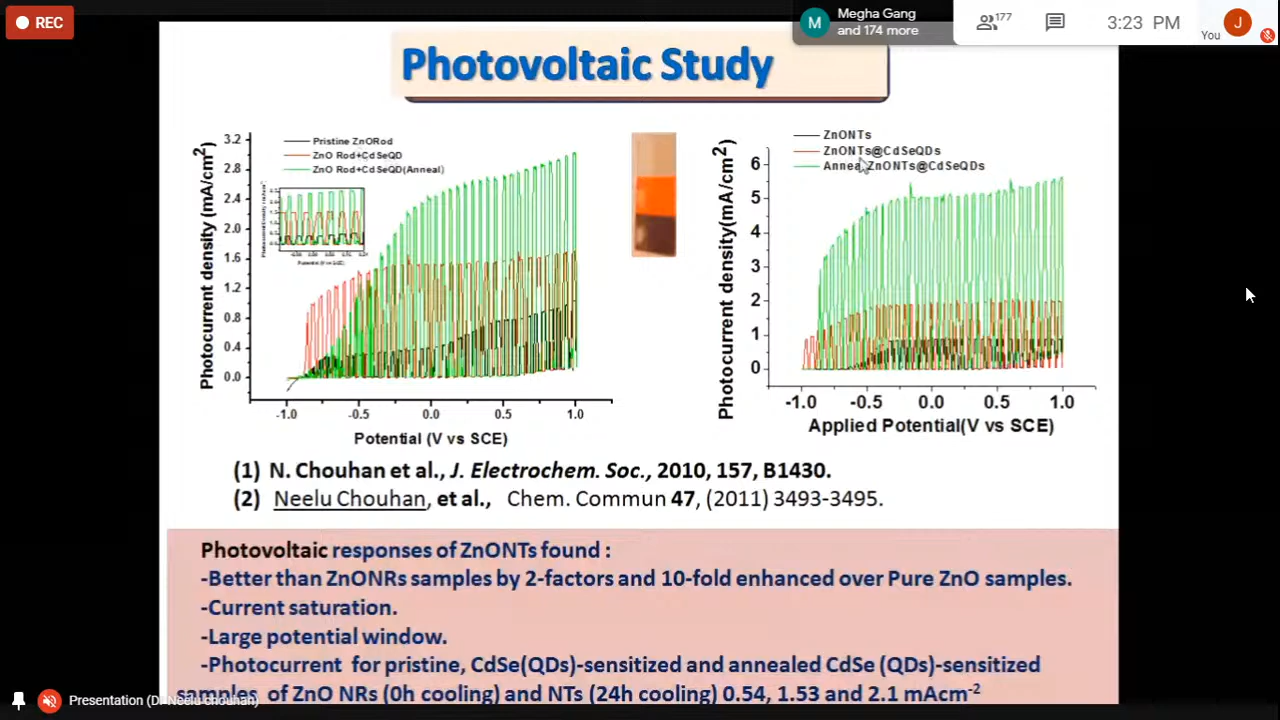 REC
M
Megha Gang
and 174 more
177
3:23 PM
You
J
Photovoltaic Study
Photocurrent density (mA/cm2)
3.2
2.8
2.4
2.0
1.6
1.2
0.8
0.4
0.0
Pristine ZnORod
ZnO Rod+CdSeQD
ZnO Rod+CdSeQD(Anneal)
Potential (V vs SCE)
-1.0 -0.5 0.0 0.5 1.0
Potential (V vs SCE)
Photocurrent density(mA/cm2)
6
5
4
3
2
1
0
ZnONTs
ZnONTs@CdSeQDs
Anneal ZnONTs@CdSeQDs
-1.0 -0.5 0.0 0.5 1.0
Applied Potential(V vs SCE)
(1) N. Chouhan et al., J. Electrochem. Soc., 2010, 157, B1430.
(2) Neelu Chouhan, et al., Chem. Commun 47, (2011) 3493-3495.
Photovoltaic responses of ZnONTs found :
-Better than ZnONRs samples by 2-factors and 10-fold enhanced over Pure ZnO samples.
-Current saturation.
-Large potential window.
-Photocurrent for pristine, CdSe(QDs)-sensitized and annealed CdSe (QDs)-sensitized
samples of ZnO NRs (0h cooling) and NTs (24h cooling) 0.54, 1.53 and 2.1 mAcm-2
Presentation (Dr Neelu chouhan)